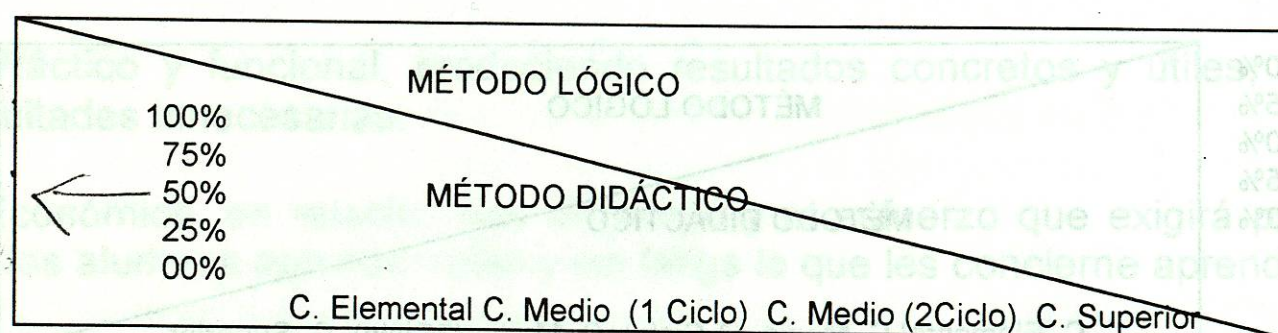 MÉTODO LÓGICO
100%
75%
50%
MÉTODO DIDÁCTICO
25%
00%
C. Elemental C. Medio (1 Ciclo) C. Medio (2Ciclo) C. Superior